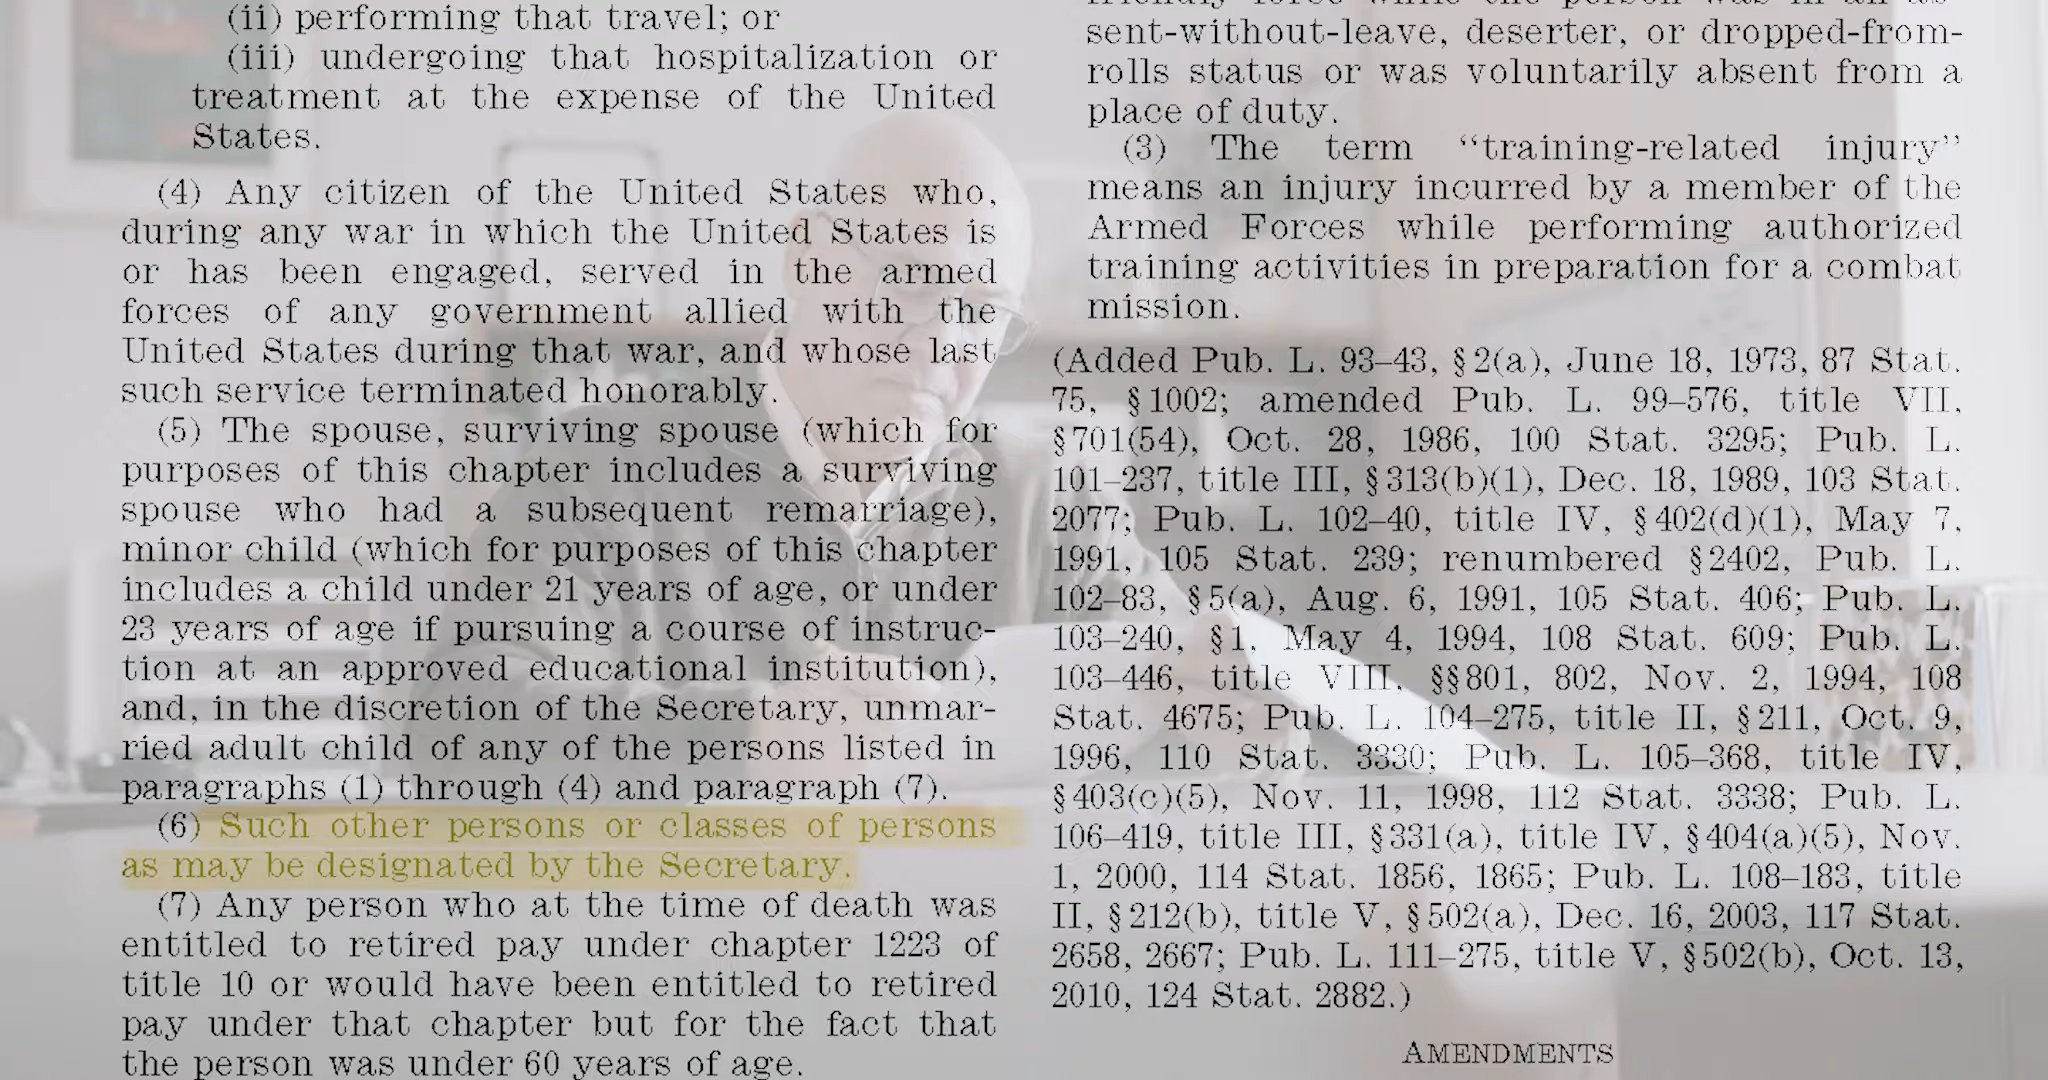 (ii) performing that travel; or
(iii) undergoing that hospitalization or
treatment at the expense of the United
States.
(4) Any citizen of the United States who,
during any war in which the United States is
or has been engaged, served in the armed
forces of any government allied with the
United States during that war, and whose last
such service terminated honorably.
(5) The spouse, surviving spouse (which for
purposes of this chapter includes a surviving
spouse who had a subsequent remarriage),
minor child (which for purposes of this chapter
includes a child under 21 years of age, or under
23 years of age if pursuing a course of instruc-
tion at an approved educational institution),
and, in the discretion of the Secretary, unmar-
ried adult child of any of the persons listed in
paragraphs (1) through (4) and paragraph (7).
(6) Such other persons or classes of persons
as may be designated by the Secretary.
(7) Any person who at the time of death was
entitled to retired pay under chapter 1223 of
title 10 or would have been entitled to retired
pay under that chapter but for the fact that
the person was under 60 years of age.
friendly force while the person was in an ab-
sent-without-leave, deserter, or dropped-from-
rolls status or was voluntarily absent from a
place of duty.
(3) The term “training-related injury”
means an injury incurred by a member of the
Armed Forces while performing authorized
training activities in preparation for a combat
mission.
(Added Pub. L. 93–43, §2(a), June 18, 1973, 87 Stat.
75, §1002; amended Pub. L. 99–576, title VII,
§701(54), Oct. 28, 1986, 100 Stat. 3295; Pub. L.
101–237, title III, §313(b)(1), Dec. 18, 1989, 103 Stat.
2077; Pub. L. 102–40, title IV, §402(d)(1), May 7,
1991, 105 Stat. 239; renumbered §2402, Pub. L.
102–83, §5(a), Aug. 6, 1991, 105 Stat. 406; Pub. L.
103–240, §1, May 4, 1994, 108 Stat. 609; Pub. L.
103–446, title VIII, §§801, 802, Nov. 2, 1994, 108
Stat. 4675; Pub. L. 104–275, title II, §211, Oct. 9,
1996, 110 Stat. 3330; Pub. L. 105–368, title IV,
§403(c)(5), Nov. 11, 1998, 112 Stat. 3338; Pub. L.
106–419, title III, §331(a), title IV, §404(a)(5), Nov.
1, 2000, 114 Stat. 1856, 1865; Pub. L. 108–183, title
II, §212(b), title V, §502(a), Dec. 16, 2003, 117 Stat.
2658, 2667; Pub. L. 111–275, title V, §502(b), Oct. 13,
2010, 124 Stat. 2882.)
AMENDMENTS